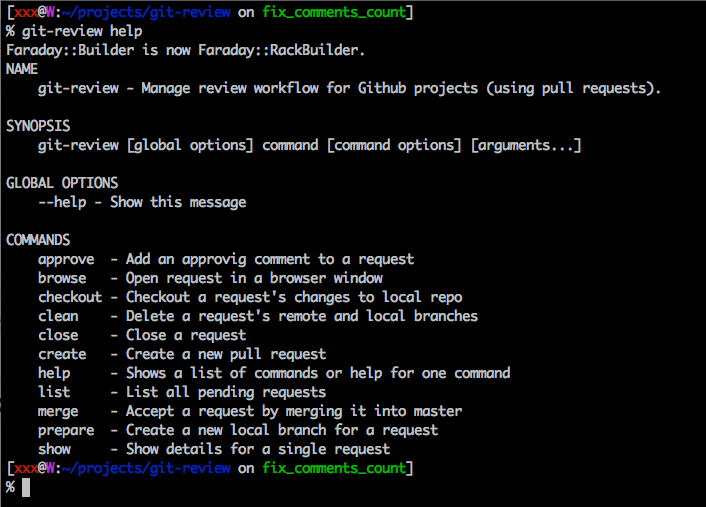 [xxx@W:~/projects/git-review on fix_comments_count]
% git-review help
Faraday::Builder is now Faraday::RackBuilder.
NAME
    git-review - Manage review workflow for Github projects (using pull requests).

SYNOPSIS
    git-review [global options] command [command options] [arguments...]

GLOBAL OPTIONS
    --help - Show this message

COMMANDS
    approve  - Add an approvig comment to a request
    browse   - Open request in a browser window
    checkout - Checkout a request's changes to local repo
    clean    - Delete a request's remote and local branches
    close    - Close a request
    create   - Create a new pull request
    help     - Shows a list of commands or help for one command
    list     - List all pending requests
    merge    - Accept a request by merging it into master
    prepare  - Create a new local branch for a request
    show     - Show details for a single request
[xxx@W:~/projects/git-review on fix_comments_count]
%